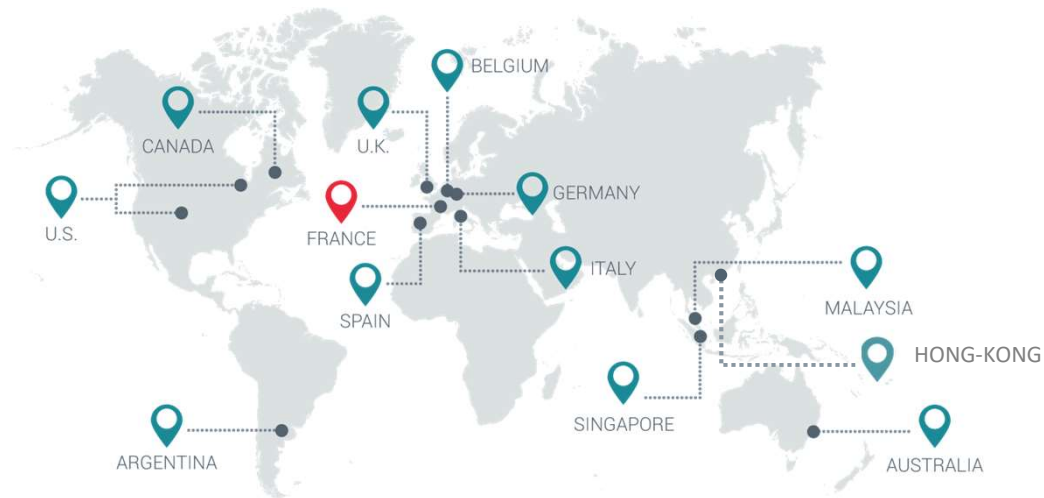 BELGIUM
CANADA
U.K.
GERMANY
U.S.
FRANCE
ITALY
SPAIN
MALAYSIA
HONG-KONG
SINGAPORE
ARGENTINA
AUSTRALIA